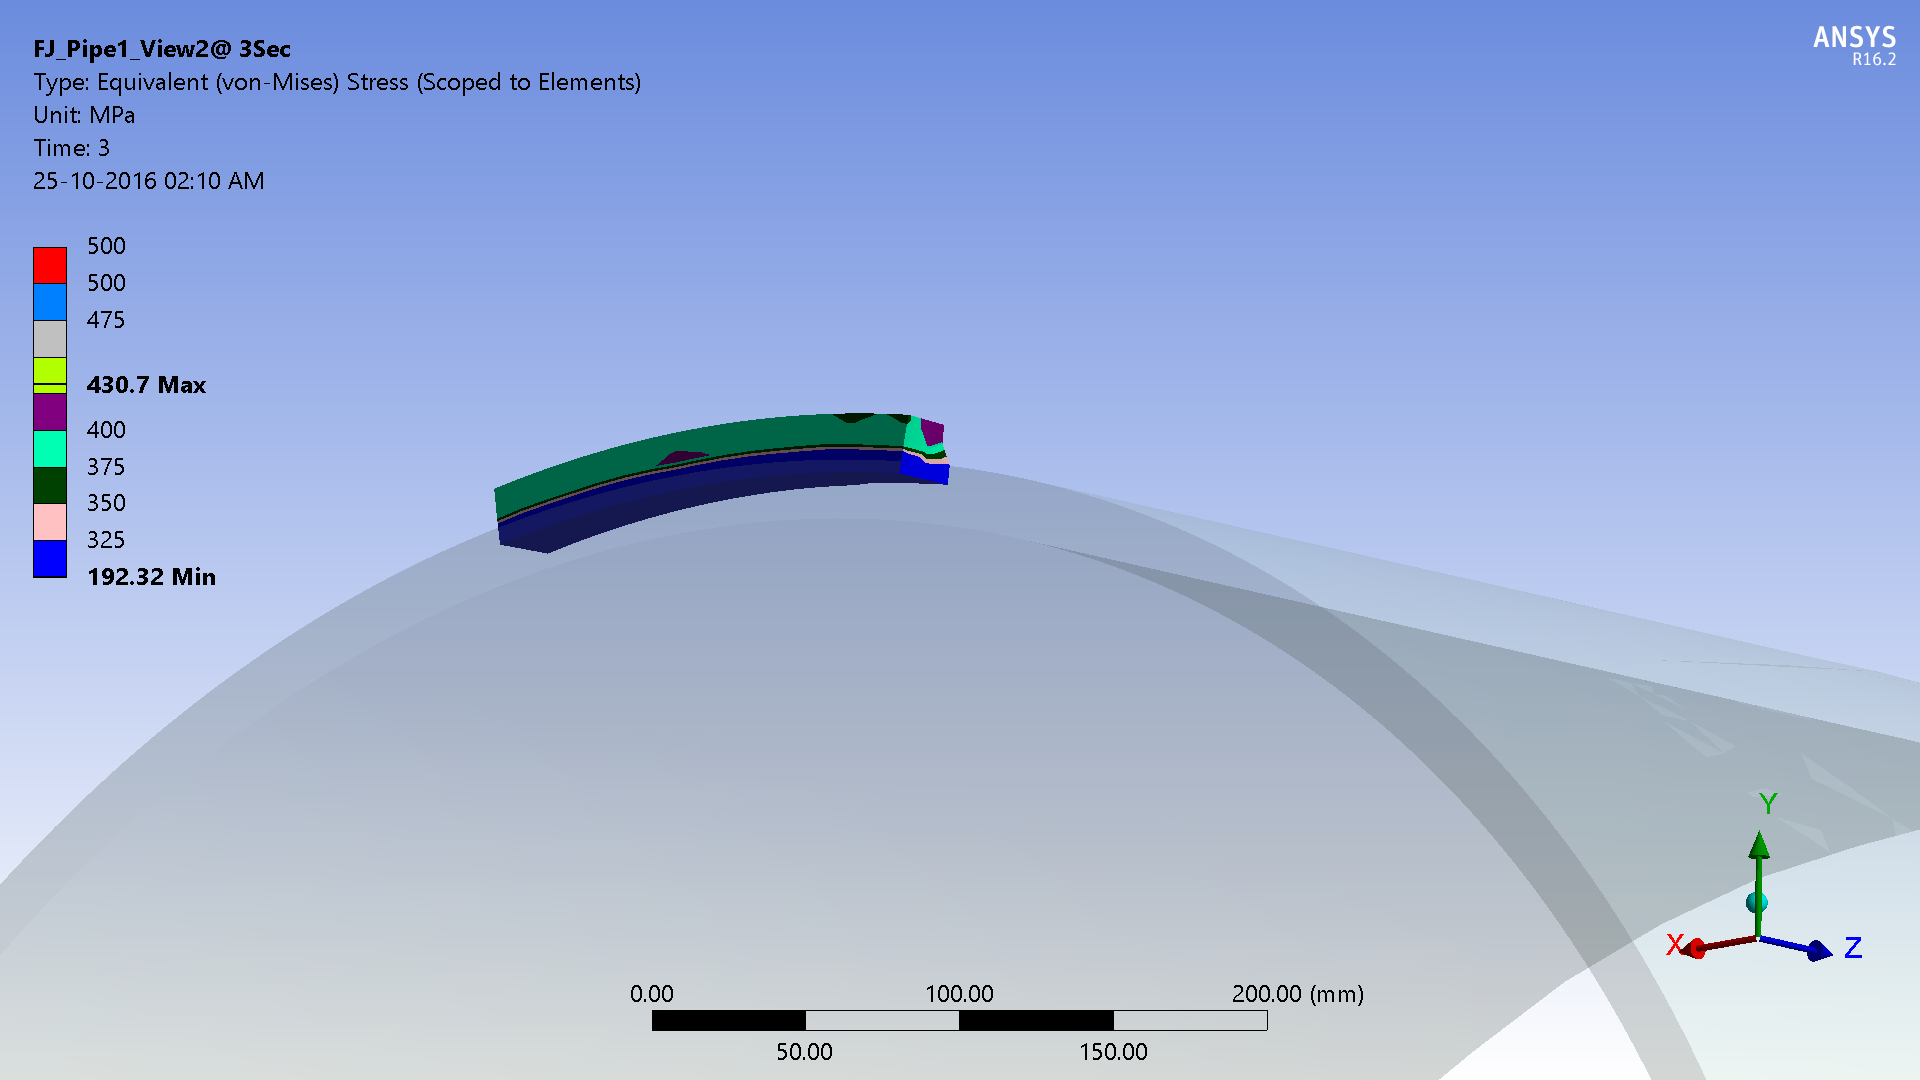 FJ_Pipe1_View2@ 3Sec
Type: Equivalent (von-Mises) Stress (Scoped to Elements)
Unit: MPa
Time: 3
25-10-2016 02:10 AM
ANSYS
R16.2
500
500
475
430.7 Max
400
375
350
325
192.32 Min
Y
X
Z
0.00 100.00 200.00 (mm)
50.00 150.00